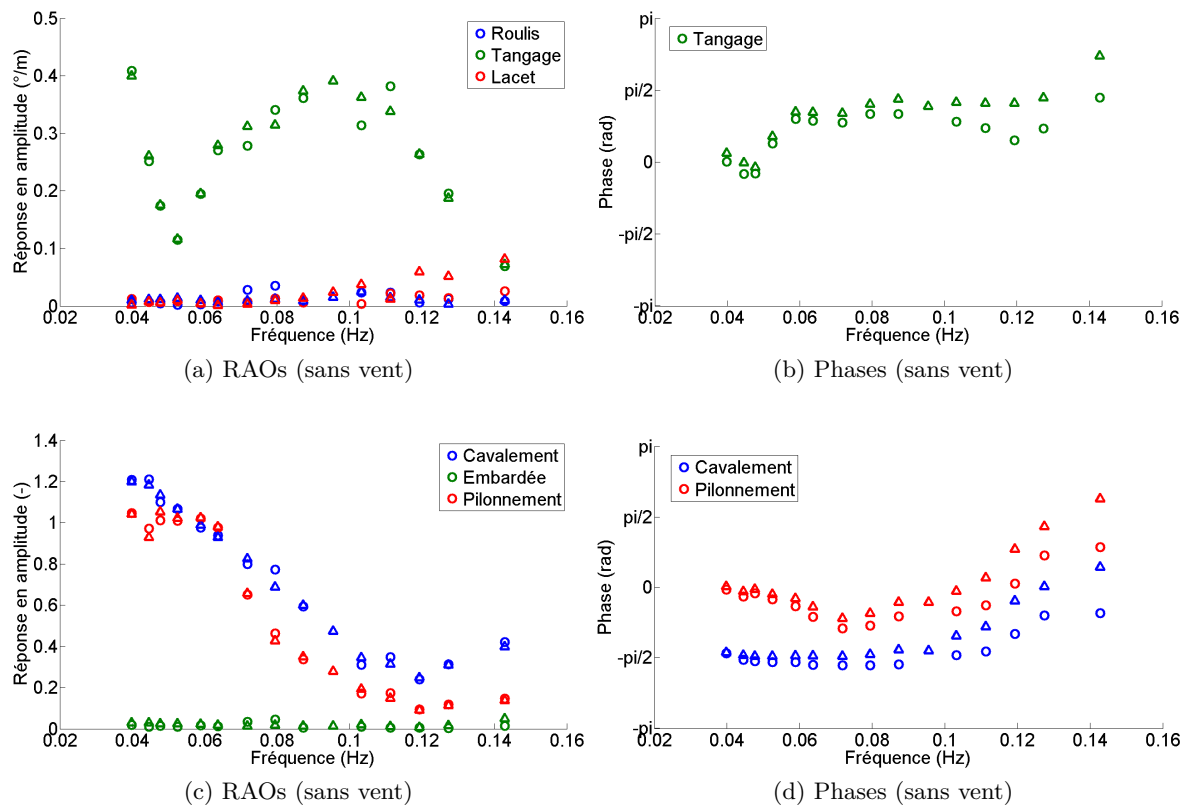 0.5
0.4
0.3
0.2
0.1
0
Réponse en amplitude (°/m)
Roulis
Tangage
Lacet
0.02 0.04 0.06 0.08 0.1 0.12 0.14 0.16
Fréquence (Hz)
(a) RAOs (sans vent)
pi
pi/2
0
-pi/2
-pi
Phase (rad)
Tangage
0.02 0.04 0.06 0.08 0.1 0.12 0.14 0.16
Fréquence (Hz)
(b) Phases (sans vent)
1.4
1.2
1
0.8
0.6
0.4
0.2
0
Réponse en amplitude (-)
Cavalement
Embardée
Pilonnement
0.02 0.04 0.06 0.08 0.1 0.12 0.14 0.16
Fréquence (Hz)
(c) RAOs (sans vent)
pi
pi/2
0
-pi/2
-pi
Phase (rad)
Cavalement
Pilonnement
0.02 0.04 0.06 0.08 0.1 0.12 0.14 0.16
Fréquence (Hz)
(d) Phases (sans vent)